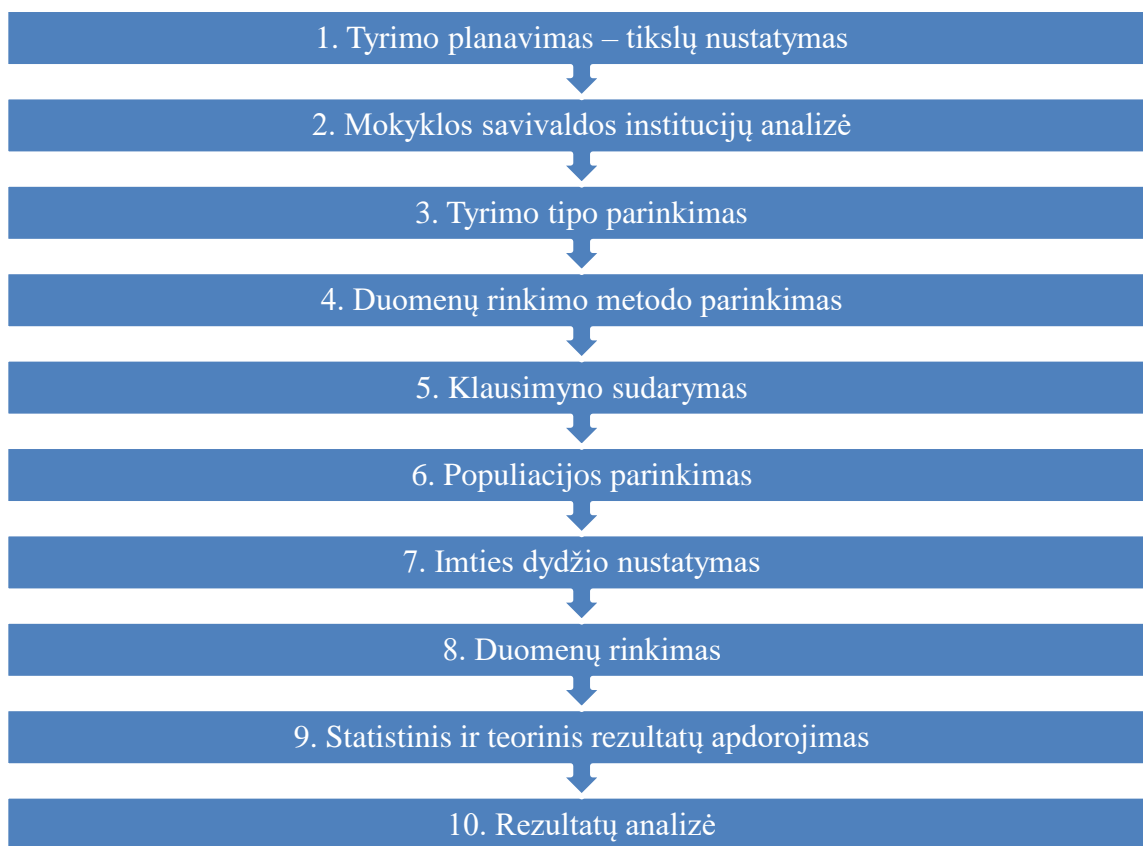 1. Tyrimo planavimas – tikslų nustatymas
2. Mokyklos savivaldos institucijų analizė
3. Tyrimo tipo parinkimas
4. Duomenų rinkimo metodo parinkimas
5. Klausimyno sudarymas
6. Populiacijos parinkimas
7. Imties dydžio nustatymas
8. Duomenų rinkimas
9. Statistinis ir teorinis rezultatų apdorojimas
10. Rezultatų analizė